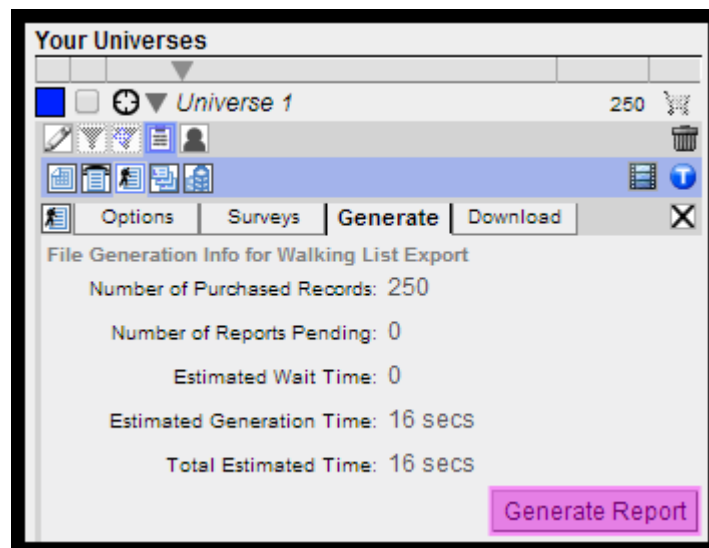 Your Universes
Universe 1 250
T
Options Surveys Generate Download
File Generation Info for Walking List Export
Number of Purchased Records: 250
Number of Reports Pending: 0
Estimated Wait Time: 0
Estimated Generation Time: 16 secs
Total Estimated Time: 16 secs
Generate Report